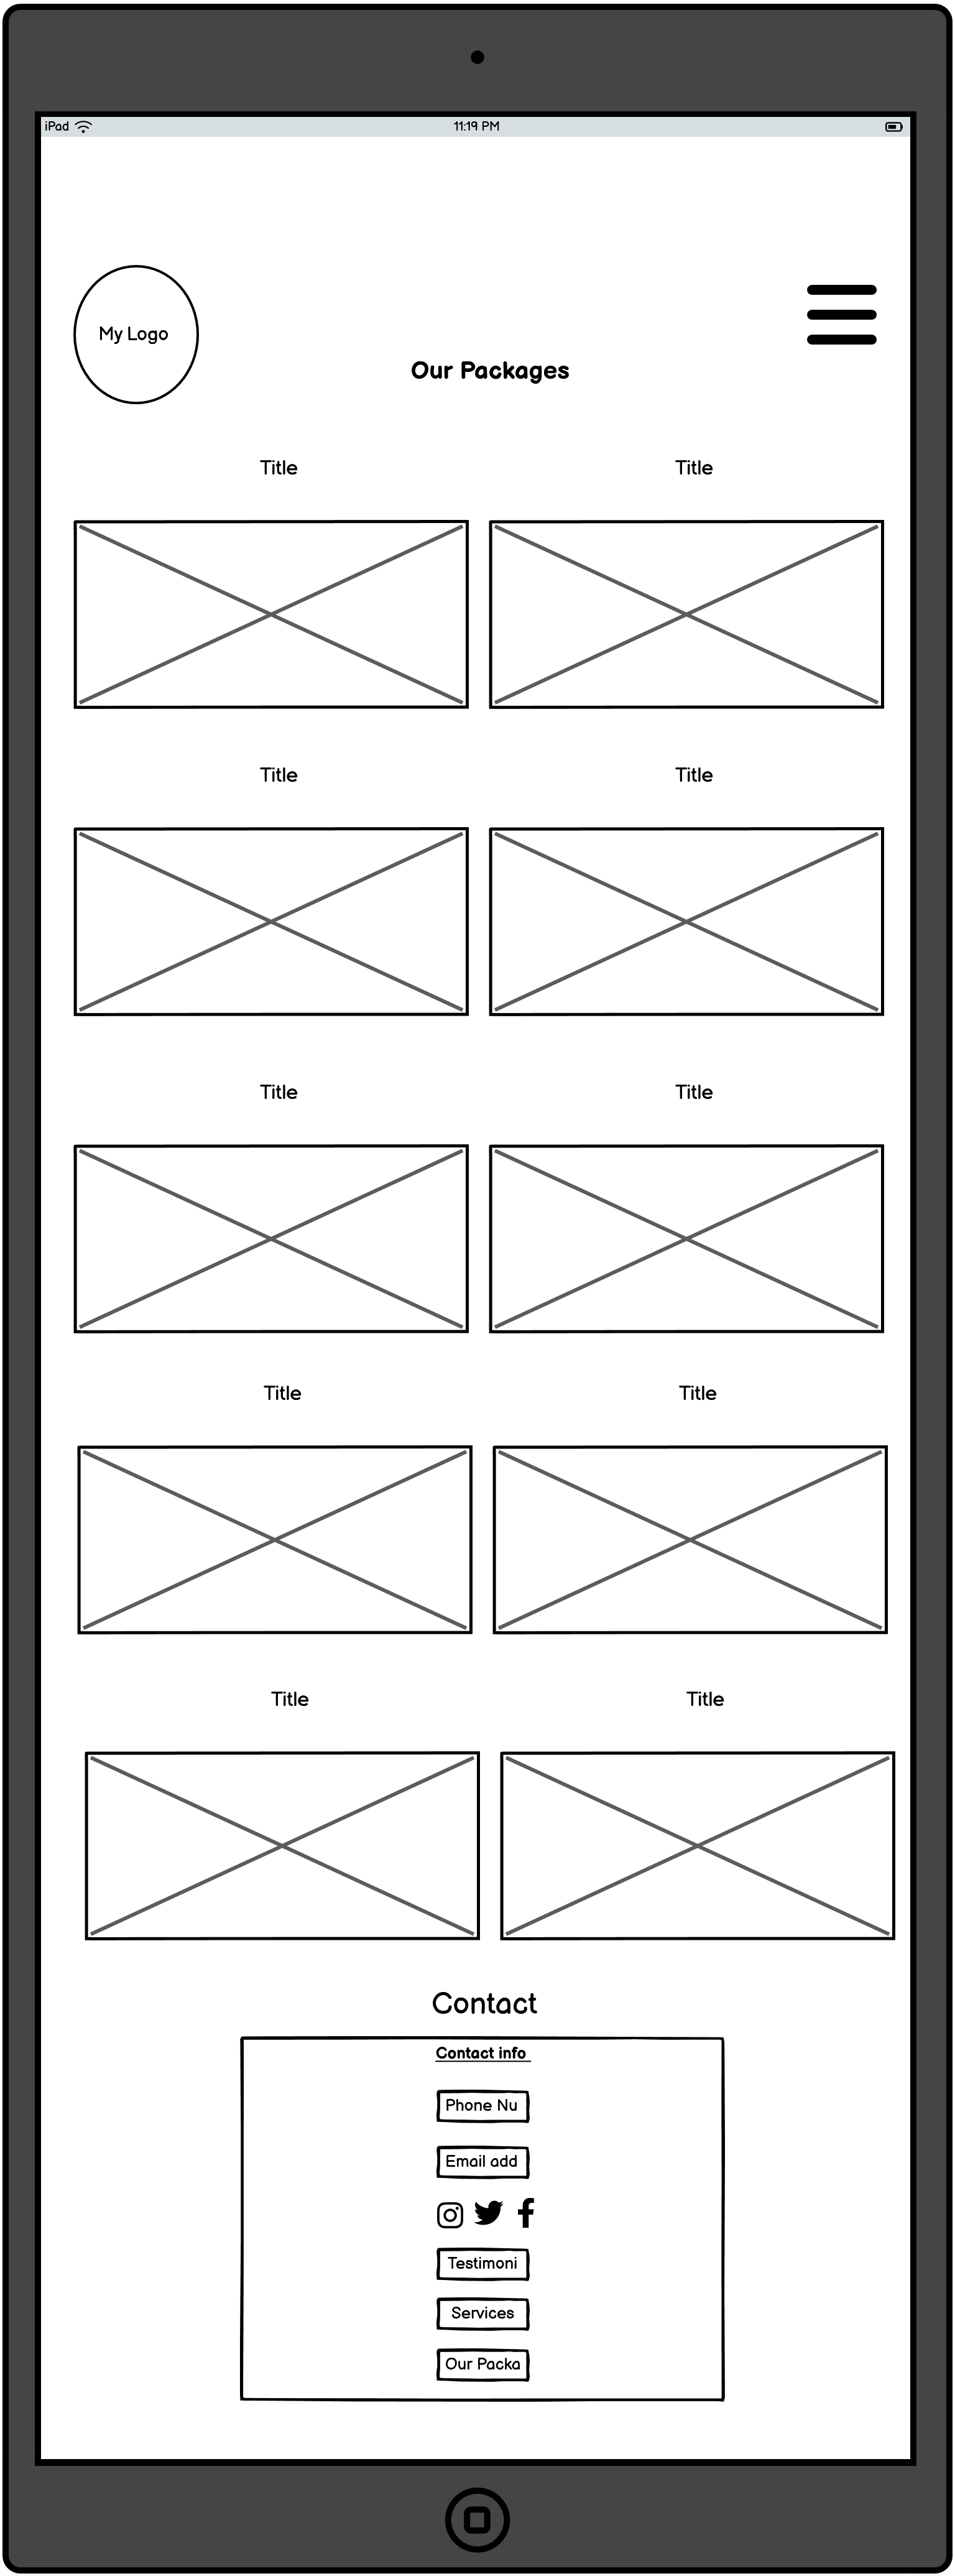 iPad 11:19 PM
My Logo
Our Packages
Title Title
Title Title
Title Title
Title Title
Title Title
Contact
Contact info
Phone Nu
Email add
Testimoni
Services
Our Packa